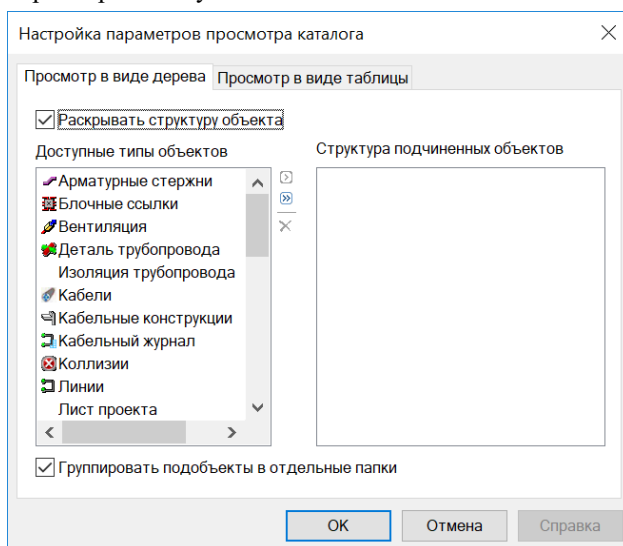 Настройка параметров просмотра каталога
Просмотр в виде дерева Просмотр в виде таблицы
Раскрывать структуру объекта
Доступные типы объектов
Структура подчиненных объектов
Арматурные стержни
Блочные ссылки
Вентиляция
Деталь трубопровода
Изоляция трубопровода
Кабели
Кабельные конструкции
Кабельный журнал
Коллизии
Линии
Лист проекта
Группировать подобъекты в отдельные папки
OK Отмена Справка